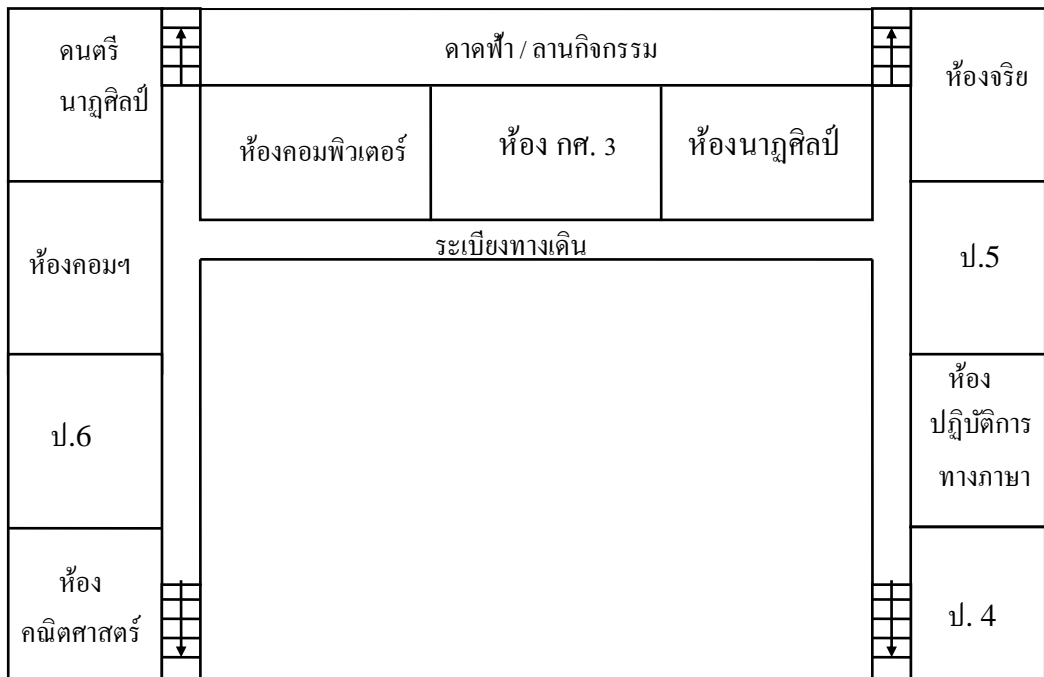 ดนตรี
นาฏศิลป์
ดาดฟ้า / ลานกิจกรรม
ห้องจริย
ห้องคอมพิวเตอร์
ห้อง กศ. 3
ห้องนาฏศิลป์
ระเบียงทางเดิน
ห้องคอมฯ
ป.5
ป.6
ห้อง
ปฏิบัติการ
ทางภาษา
ห้อง
คณิตศาสตร์
ป. 4